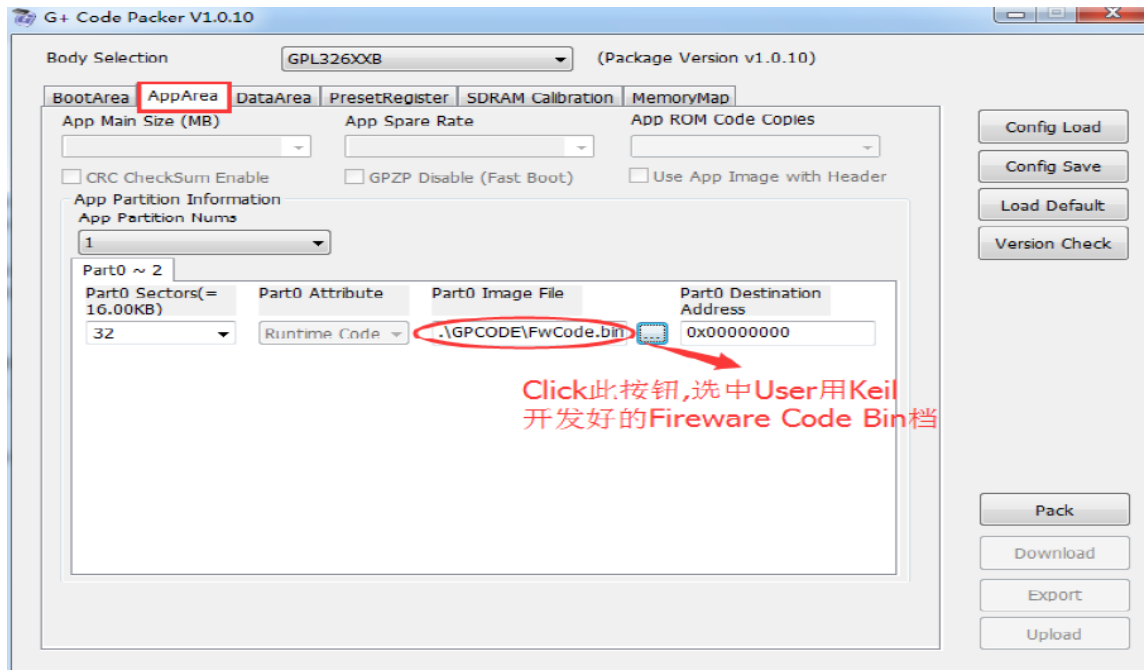 G+ Code Packer V1.0.10
Body Selection
GPL326XXB
(Package Version v1.0.10)
BootArea
AppArea
DataArea
PresetRegister
SDRAM Calibration
MemoryMap
App Main Size (MB)
App Spare Rate
App ROM Code Copies
CRC CheckSum Enable
GPZP Disable (Fast Boot)
Use App Image with Header
App Partition Information
App Partition Nums
1
Part0 ~ 2
Part0 Sectors(=
16.00KB)
Part0 Attribute
Part0 Image File
Part0 Destination
Address
32
Runtime Code
.\GPCODE\FwCode.bin
...
0x00000000
Click此按钮,选中User用Keil
开发好的Fireware Code Bin档
Config Load
Config Save
Load Default
Version Check
Pack
Download
Export
Upload